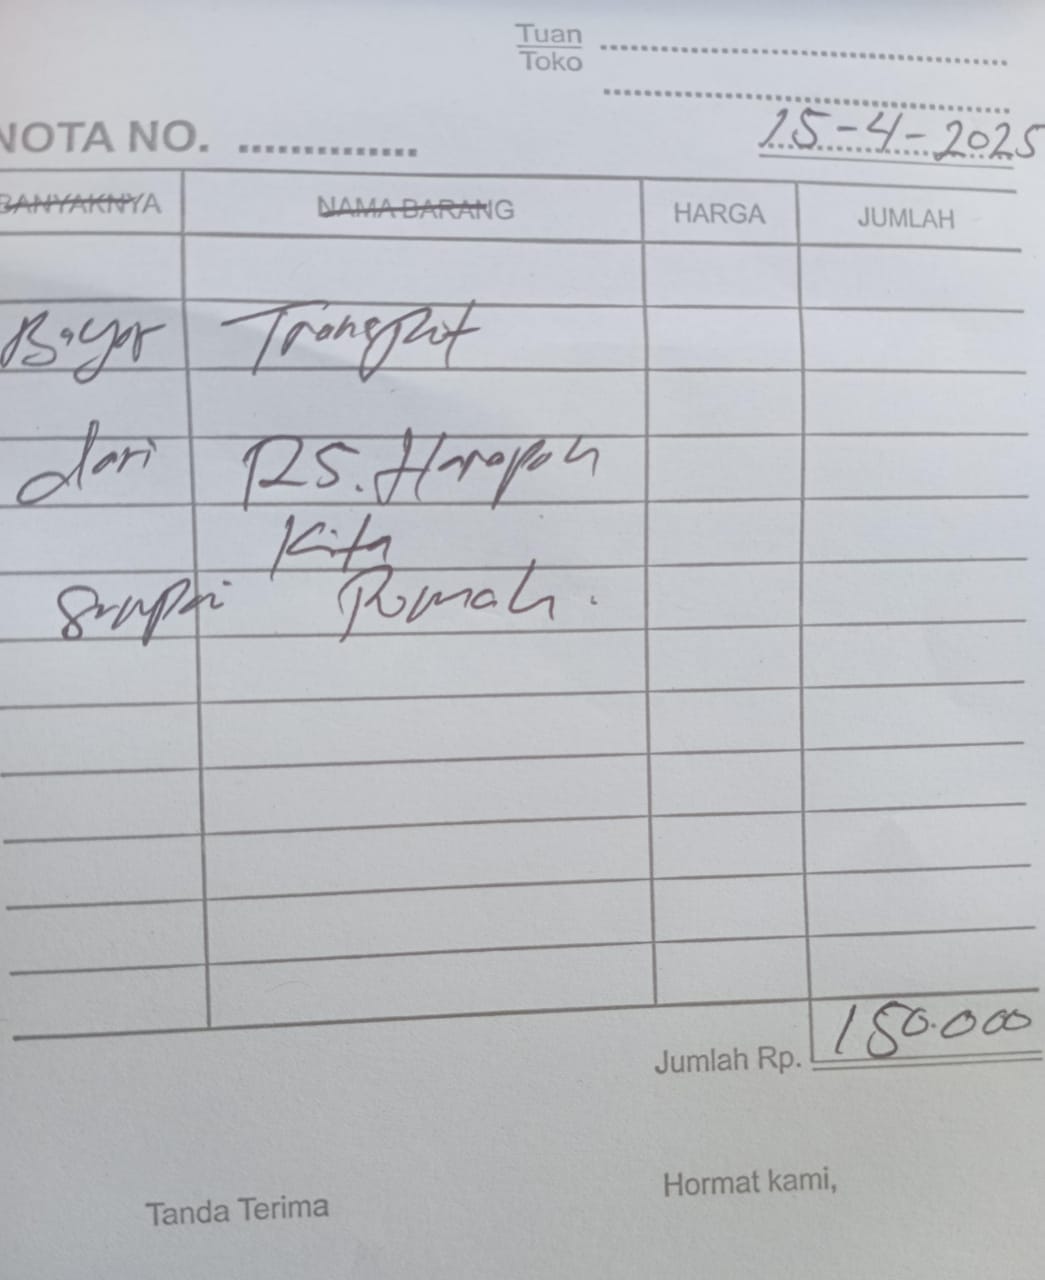 Tuan
Toko
NOTA NO.
15-4-2025
BANYAKNYA NAMA BARANG HARGA JUMLAH
Bayar Transport
dari RS. Harapan
Kita
sampai Rumah.
Jumlah Rp. 150.000
Tanda Terima Hormat kami,